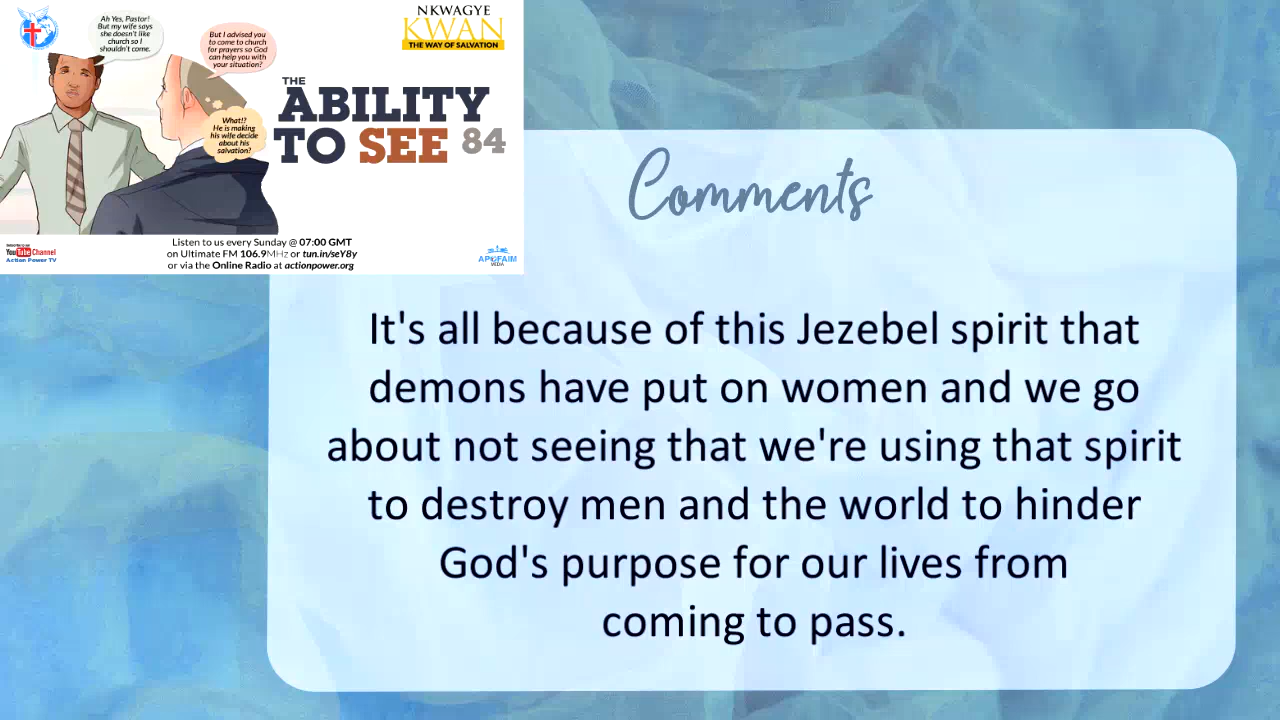 Ah Yes, Pastor!
But my wife says
she doesn't like
church so I
shouldn't come.
But I advised you
to come to church
for prayers so God
can help you with
your situation?
What!?
He is making
his wife decide
about his
salvation?
NKWAGYE
KWAN
THE WAY OF SALVATION
THE
ABILITY
TO SEE 84
YouTube Channel
Action Power TV
Listen to us every Sunday @ 07:00 GMT
on Ultimate FM 106.9MHz or tun.in/seY8y
or via the Online Radio at actionpower.org
APOFAIM
MEDIA
Comments
It's all because of this Jezebel spirit that
demons have put on women and we go
about not seeing that we're using that spirit
to destroy men and the world to hinder
God's purpose for our lives from
coming to pass.